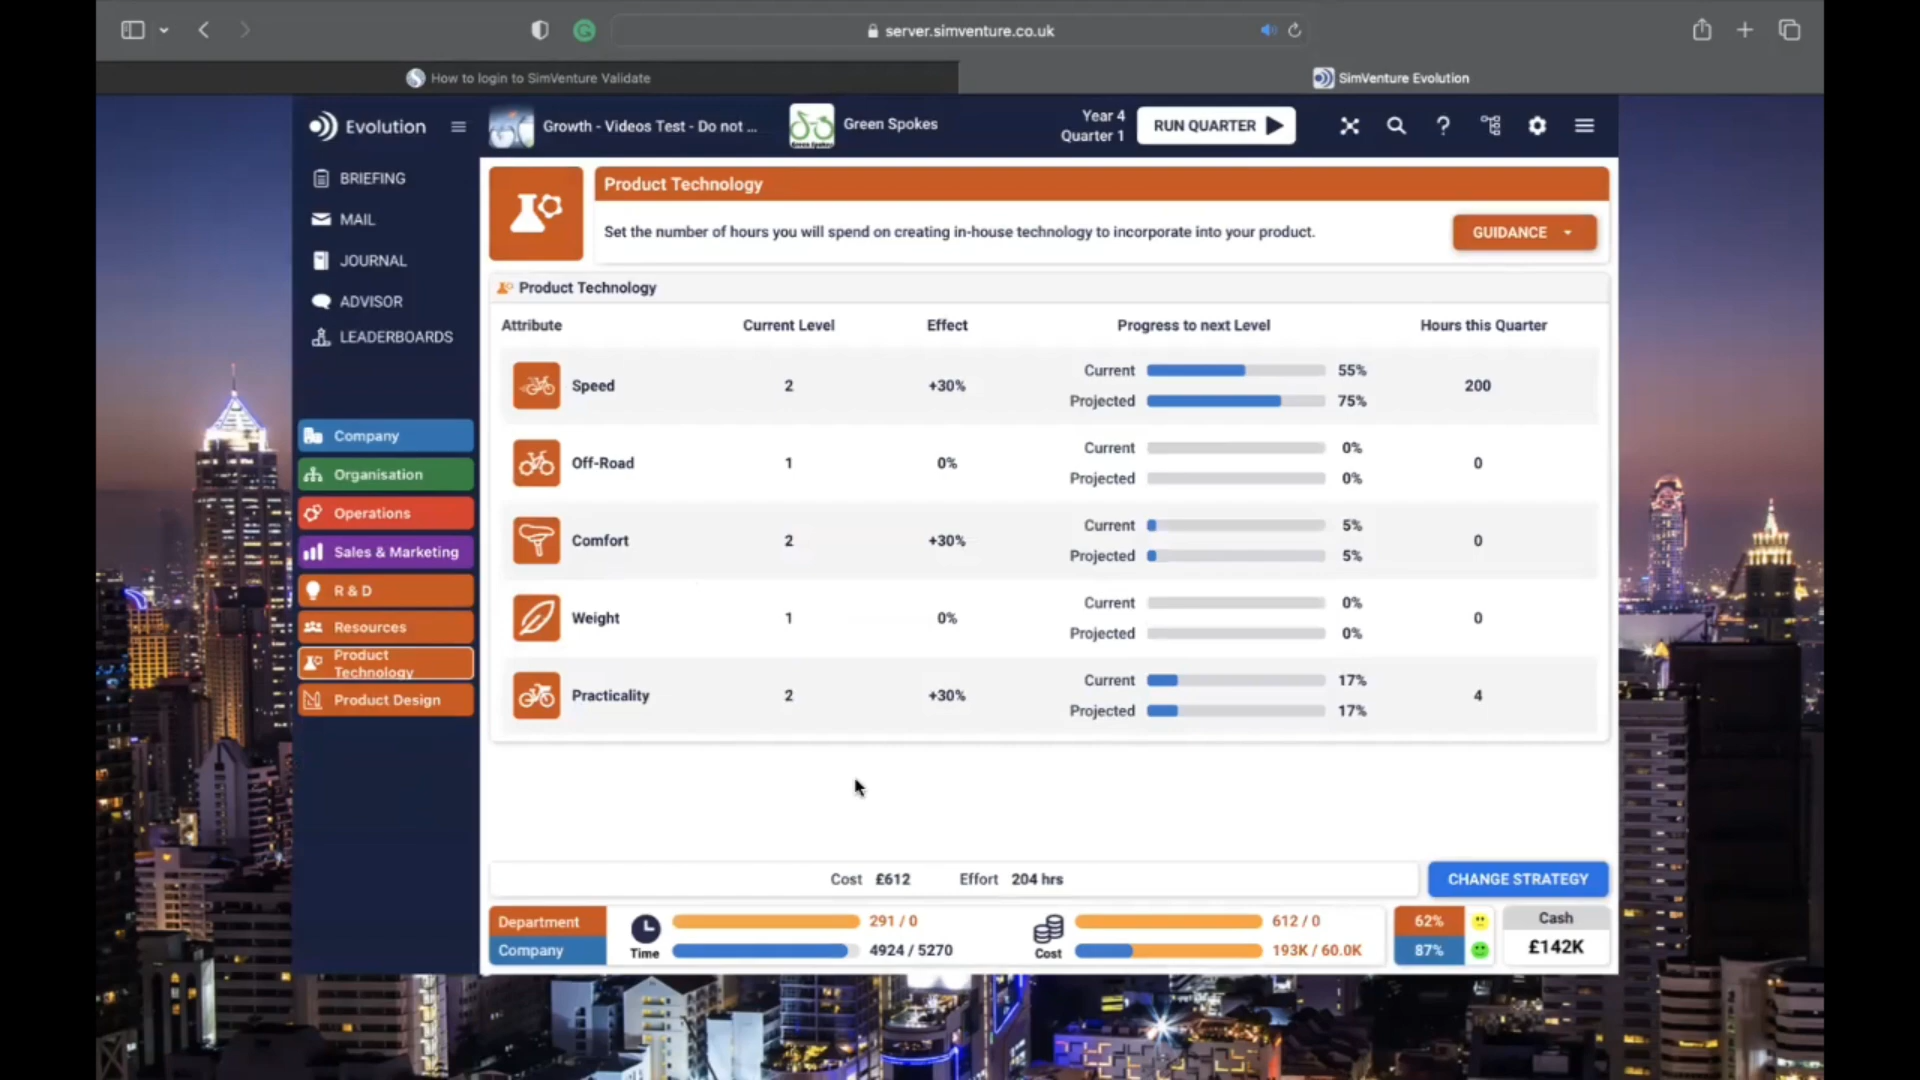 server.simventure.co.uk
How to login to SimVenture Validate
SimVenture Evolution
Evolution
Growth - Videos Test - Do not ...
Green Spokes
Green Spokes
Year 4
Quarter 1
RUN QUARTER
?
BRIEFING
MAIL
JOURNAL
ADVISOR
LEADERBOARDS
Company
Organisation
Operations
Sales & Marketing
R & D
Resources
Product
Technology
Product Design
Product Technology
Set the number of hours you will spend on creating in-house technology to incorporate into your product.
GUIDANCE
Product Technology
Attribute Current Level Effect Progress to next Level Hours this Quarter
Speed 2 +30% Current 55% 200
Projected 75%
Off-Road 1 0% Current 0% 0
Projected 0%
Comfort 2 +30% Current 5% 0
Projected 5%
Weight 1 0% Current 0% 0
Projected 0%
Practicality 2 +30% Current 17% 4
Projected 17%
Cost £612 Effort 204 hrs
CHANGE STRATEGY
Department
Company
Time
291 / 0
4924 / 5270
Cost
612 / 0
193K / 60.0K
62%
87%
Cash
£142K